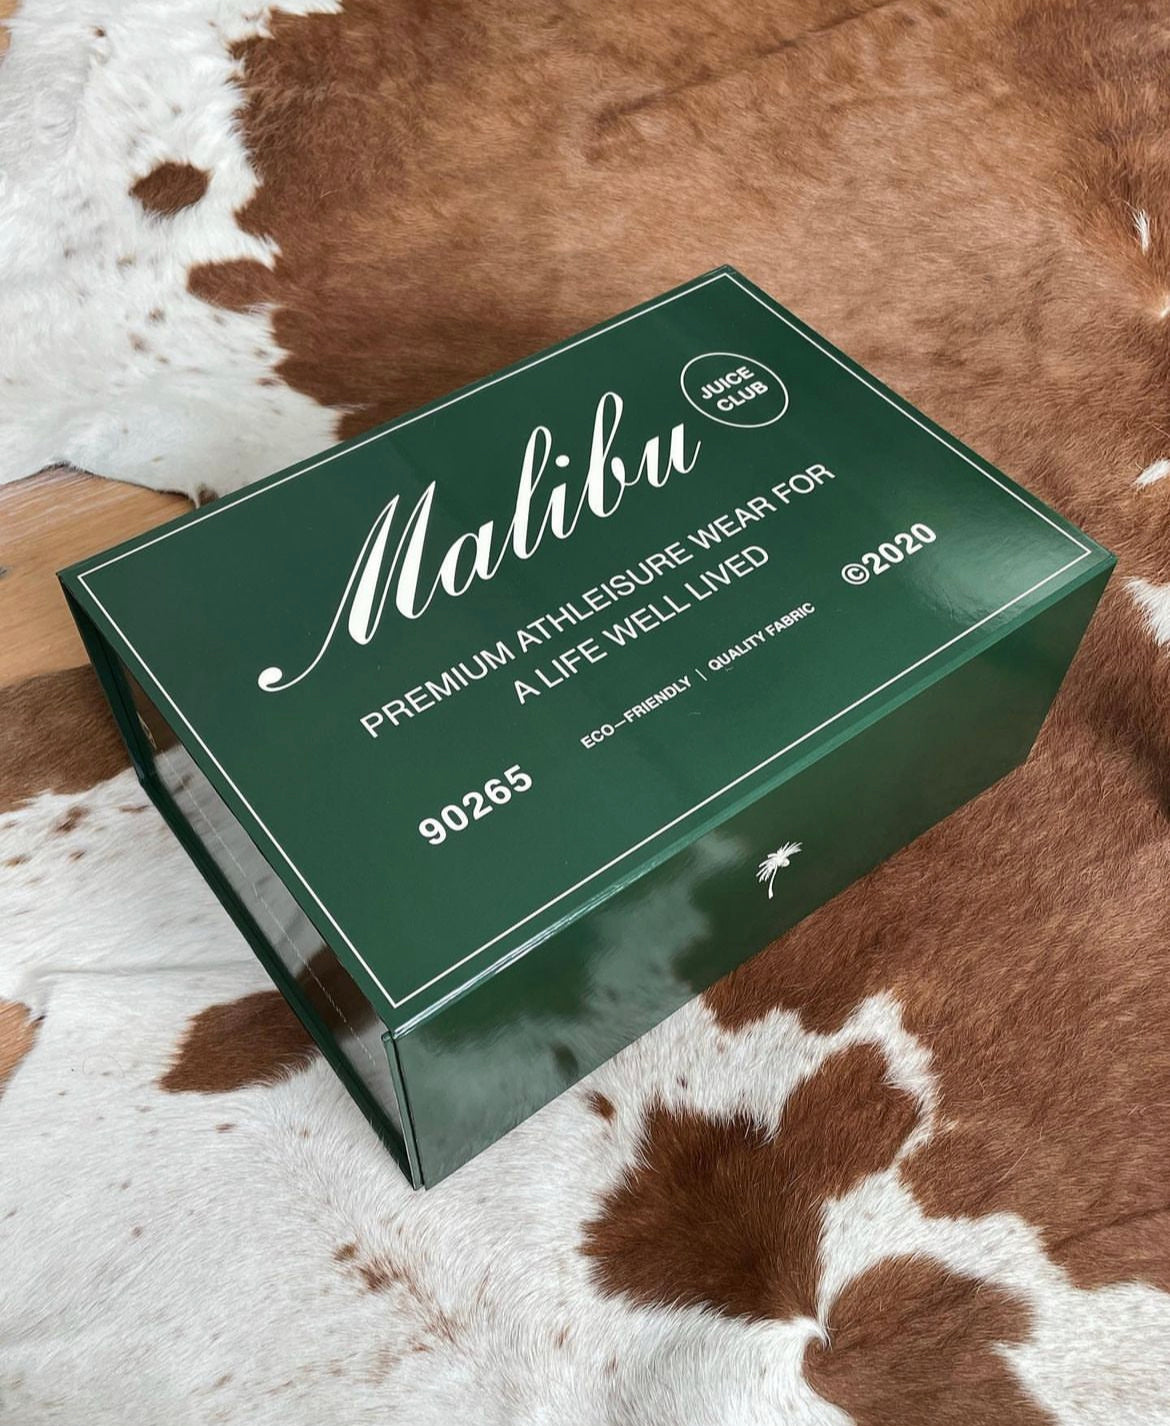 Malibu
JUICE
CLUB
PREMIUM ATHLEISURE WEAR FOR
A LIFE WELL LIVED
90265
ECO—FRIENDLY | QUALITY FABRIC
©2020